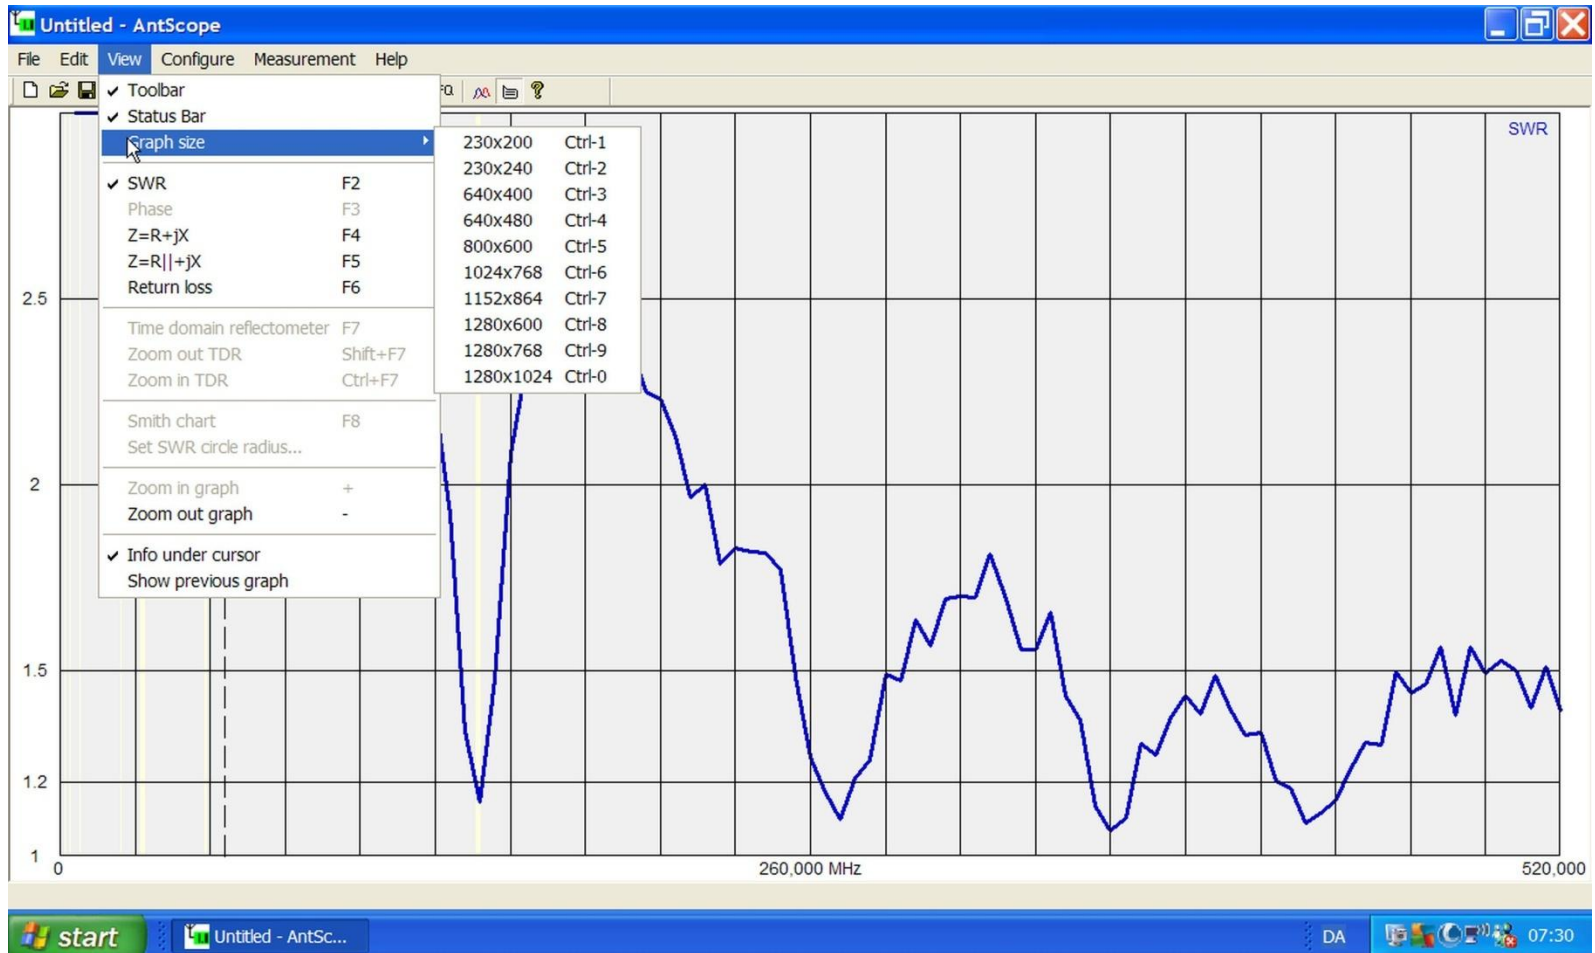 Untitled - AntScope
File Edit View Configure Measurement Help
Toolbar
Status Bar
Graph size
SWR F2
Phase F3
Z=R+jX F4
Z=R||+jX F5
Return loss F6
Time domain reflectometer F7
Zoom out TDR Shift+F7
Zoom in TDR Ctrl+F7
Smith chart F8
Set SWR circle radius...
Zoom in graph +
Zoom out graph -
Info under cursor
Show previous graph
230x200 Ctrl-1
230x240 Ctrl-2
640x400 Ctrl-3
640x480 Ctrl-4
800x600 Ctrl-5
1024x768 Ctrl-6
1152x864 Ctrl-7
1280x600 Ctrl-8
1280x768 Ctrl-9
1280x1024 Ctrl-0
SWR
2.5
2
1.5
1.2
1
0 260,000 MHz 520,000
start Untitled - AntSc... DA 07:30